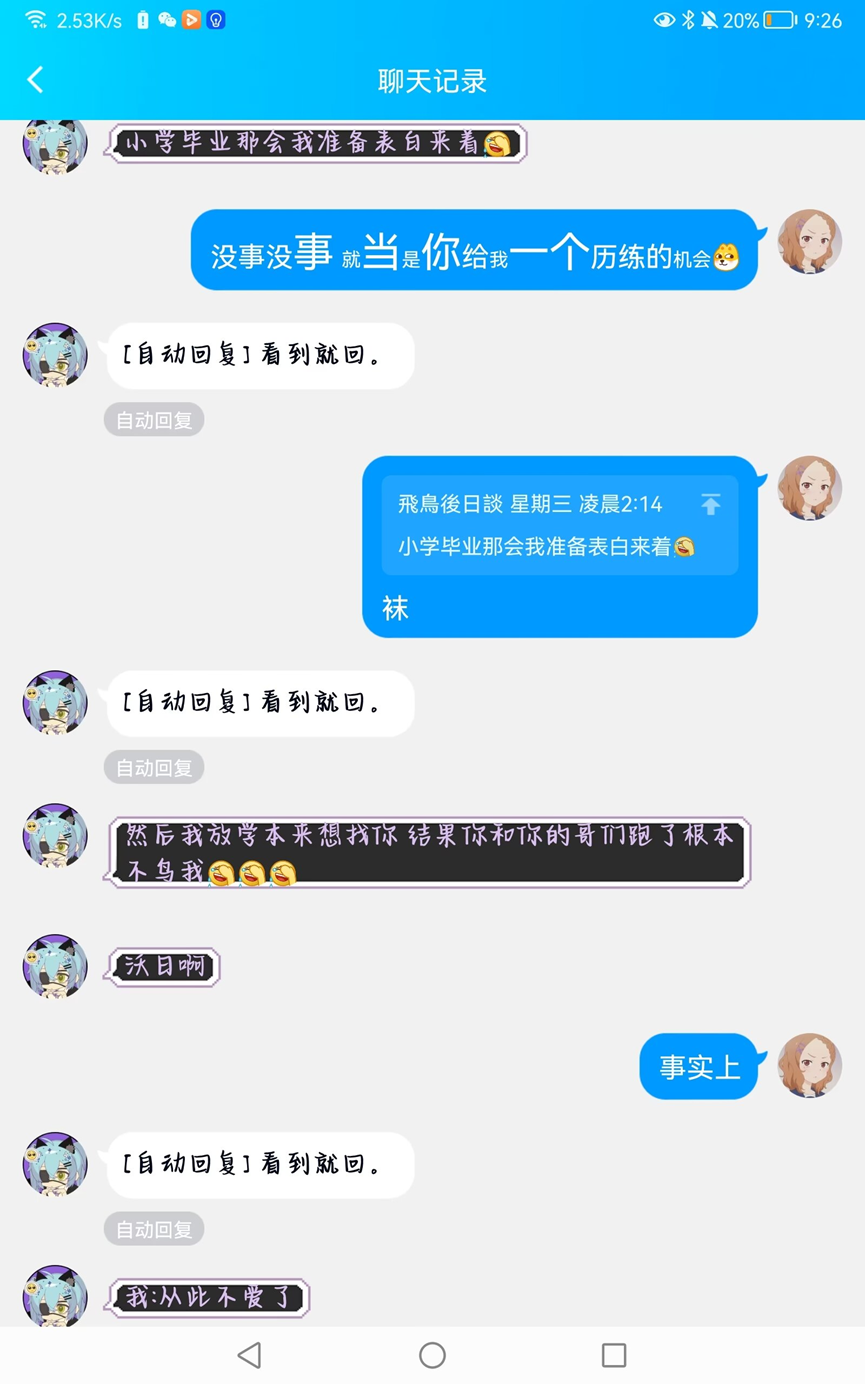 2.53K/s
20%
9:26
聊天记录
小学毕业那会我准备表白来着
没事没事 就当是你给我一个历练的机会
[自动回复]看到就回。
自动回复
飛鳥後日談 星期三 凌晨2:14
小学毕业那会我准备表白来着
袜
[自动回复]看到就回。
自动回复
然后我放学本来想找你 结果你和你的哥们跑了根本
不鸟我
沃日啊
事实上
[自动回复]看到就回。
自动回复
我:从此不爱了